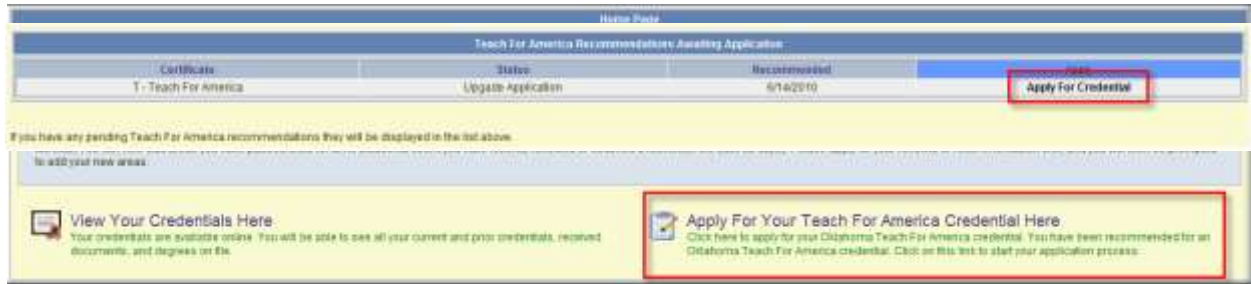 Home Page
Teach For America Recommendations Awaiting Application
Certificate Status Recommended
T - Teach For America Upgaste Application 6/14/2010 Apply For Credential
If you have any pending Teach For America recommendations they will be displayed in the list above.
to add your new areas.
View Your Credentials Here
Your credentials are available online. You will be able to see all your current and prior credentials, received
documents, and degrees on file.
Apply For Your Teach For America Credential Here
Click here to apply for your Oklahoma Teach For America credential. You have been recommended for an
Oklahoma Teach For America credential. Click on this link to start your application process.